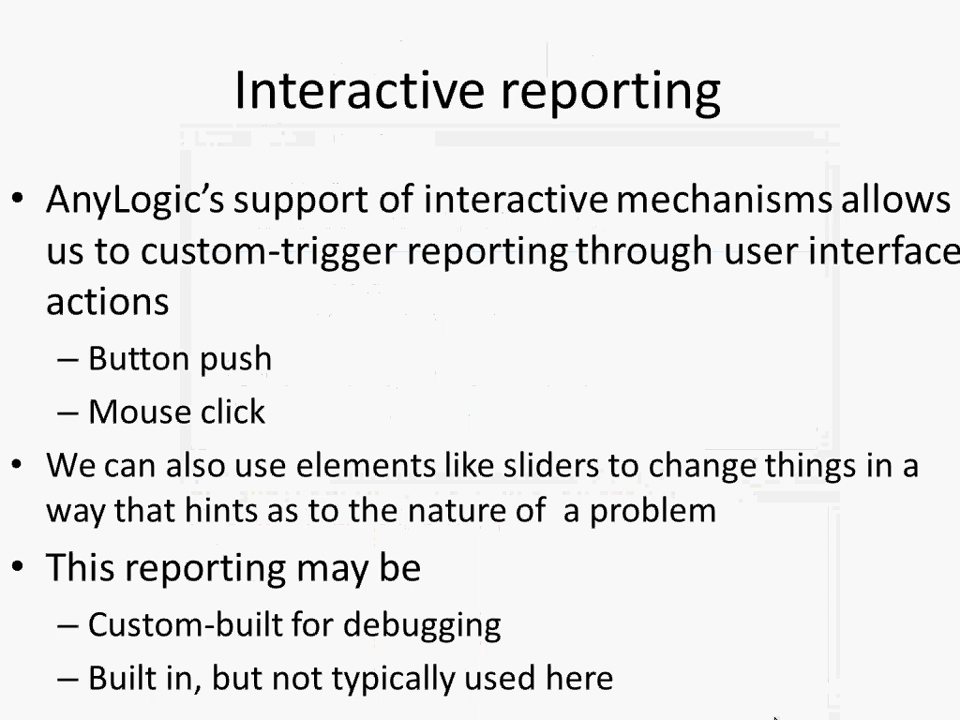 Interactive reporting
• AnyLogic’s support of interactive mechanisms allows
us to custom-trigger reporting through user interface
actions
– Button push
– Mouse click
• We can also use elements like sliders to change things in a
way that hints as to the nature of  a problem
• This reporting may be
– Custom-built for debugging
– Built in, but not typically used here